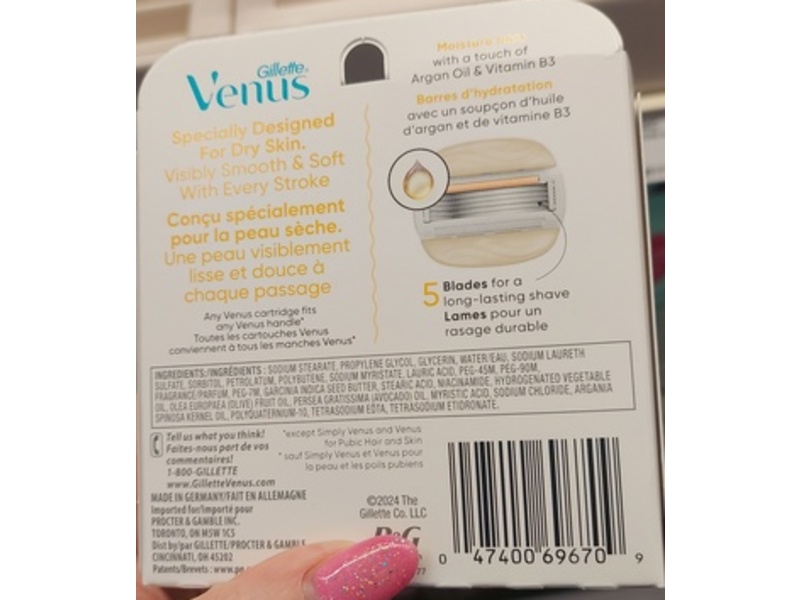 Gillette
Venus
Specially Designed
For Dry Skin.
Visibly Smooth & Soft
With Every Stroke
Conçu spécialement
pour la peau sèche.
Une peau visiblement
lisse et douce à
chaque passage
Any Venus cartridge fits
any Venus handle*
Toutes les cartouches Venus
conviennent à tous les manches Venus*
Moisture
with a touch of
Argan Oil & Vitamin B3
Barres d'hydratation
avec un soupçon d'huile
d'argan et de vitamine B3
5 Blades for a
long-lasting shave
Lames pour un
rasage durable
INGREDIENTS/INGRÉDIENTS: SODIUM STEARATE, PROPYLENE GLYCOL, GLYCERIN, WATER/EAU, SODIUM LAURETH
SULFATE, SORBITOL, PETROLATUM, POLYBUTENE, SODIUM MYRISTATE, LAURIC ACID, PEG-45M, PEG-90M,
FRAGRANCE/PARFUM, PEG-7M, GARCINIA INDICA SEED BUTTER, STEARIC ACID, NIACINAMIDE, HYDROGENATED VEGETABLE
OIL, OLEA EUROPAEA (OLIVE) FRUIT OIL, PERSEA GRATISSIMA (AVOCADO) OIL, MYRISTIC ACID, SODIUM CHLORIDE, ARGANIA
SPINOSA KERNEL OIL, POLYQUATERNIUM-10, TETRASODIUM EDTA, TETRASODIUM ETIDRONATE.
Tell us what you think!
Faites-nous part de vos
commentaires!
1-800-GILLETTE
www.GilletteVenus.com
*except Simply Venus and Venus
for Pubic Hair and Skin
*sauf Simply Venus et Venus pour
la peau et les poils pubiens
MADE IN GERMANY/FAIT EN ALLEMAGNE
Imported for/importé pour
PROCTER & GAMBLE INC.
TORONTO, ON M5W 1C5
Dist by/par GILLETTE/PROCTER & GAMBLE
CINCINNATI, OH 45202
Patents/Brevets : www.pg.
©2024 The
Gillette Co. LLC
P&G
77
0 47400 69670 9